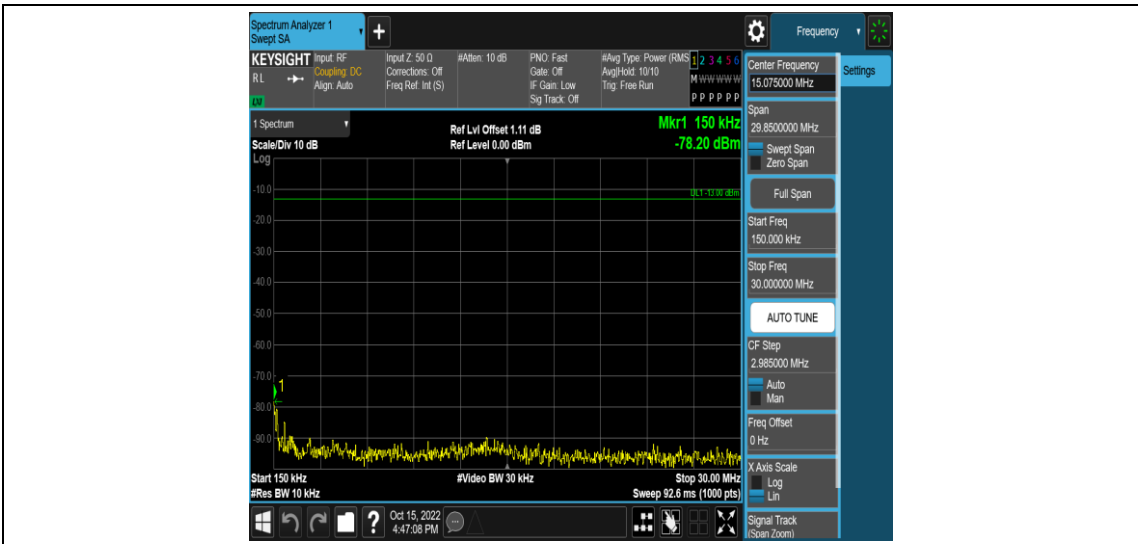 Spectrum Analyzer 1
Swept SA
+
Frequency
KEYSIGHT
RL
LXI
Input: RF
Coupling: DC
Align: Auto
Input Z: 50 Ω
Corrections: Off
Freq Ref: Int (S)
#Atten: 10 dB
PNO: Fast
Gate: Off
IF Gain: Low
Sig Track: Off
#Avg Type: Power (RMS
Avg|Hold: 10/10
Trig: Free Run
1 2 3 4 5 6
M W W W W W
P P P P P P
Center Frequency
15.075000 MHz
Settings
Span
29.8500000 MHz
Swept Span
Zero Span
Full Span
Start Freq
150.000 kHz
Stop Freq
30.000000 MHz
AUTO TUNE
CF Step
2.985000 MHz
Auto
Man
Freq Offset
0 Hz
X Axis Scale
Log
Lin
Signal Track
(Span Zoom)
1 Spectrum
Scale/Div 10 dB
Log
Ref Lvl Offset 1.11 dB
Ref Level 0.00 dBm
Mkr1 150 kHz
-78.20 dBm
DL1 -13.00 dBm
-10.0
-20.0
-30.0
-40.0
-50.0
-60.0
-70.0
1
-80.0
-90.0
Start 150 kHz
#Res BW 10 kHz
#Video BW 30 kHz
Stop 30.00 MHz
Sweep 92.6 ms (1000 pts)
?
Oct 15, 2022
4:47:08 PM